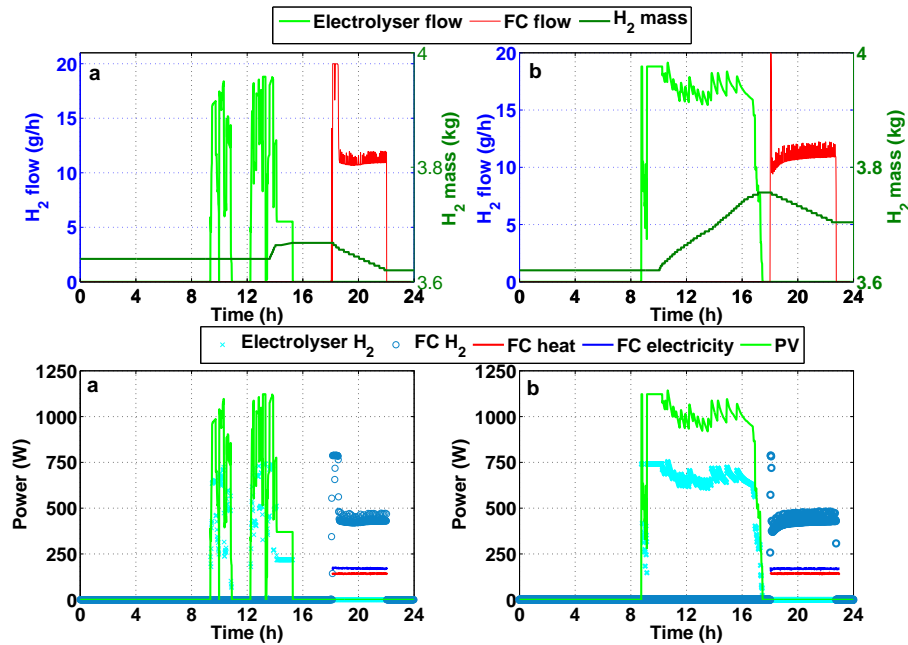 Electrolyser flow FC flow H₂ mass
a
20
15
10
5
0
H₂ flow (g/h)
4
3.8
3.6
H₂ mass (kg)
0 4 8 12 16 20 24
Time (h)
b
20
15
10
5
0
H₂ flow (g/h)
4
3.8
3.6
H₂ mass (kg)
0 4 8 12 16 20 24
Time (h)
Electrolyser H₂ FC H₂ FC heat FC electricity PV
a
1250
1000
750
500
250
0
Power (W)
0 4 8 12 16 20 24
Time (h)
b
1250
1000
750
500
250
0
Power (W)
0 4 8 12 16 20 24
Time (h)